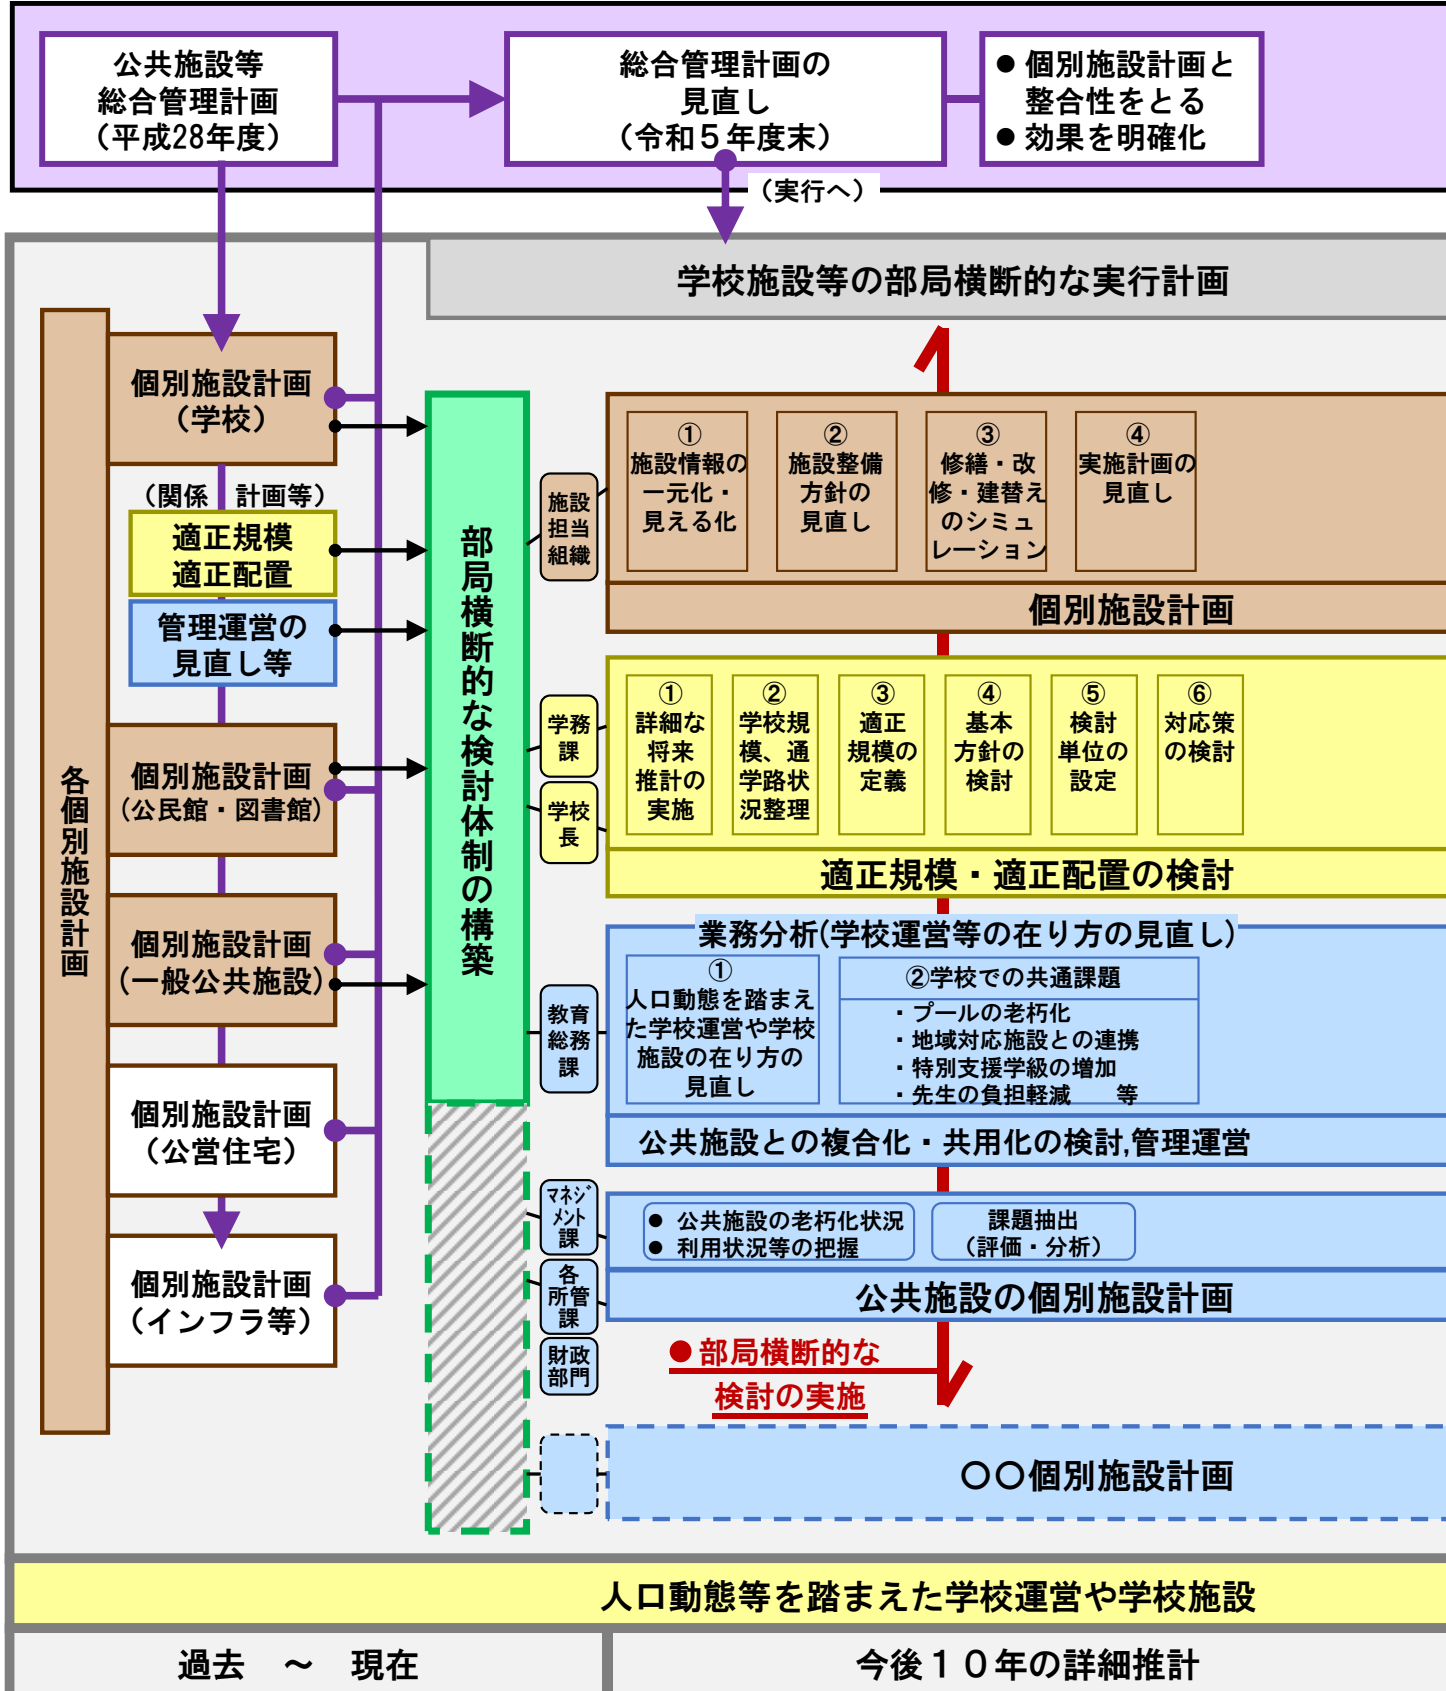 公共施設等
総合管理計画
（平成28年度）
総合管理計画の
見直し
（令和５年度末）
● 個別施設計画と
整合性をとる
● 効果を明確化
（実行へ）
学校施設等の部局横断的な実行計画
各個別施設計画
個別施設計画
（学校）
（関係　計画等）
適正規模
適正配置
管理運営の
見直し等
個別施設計画
（公民館・図書館）
個別施設計画
（一般公共施設）
個別施設計画
（公営住宅）
個別施設計画
（インフラ等）
部局横断的な検討体制の構築
施設
担当
組織
①
施設情報の
一元化・
見える化
②
施設整備
方針の
見直し
③
修繕・改
修・建替え
のシミュ
レーション
④
実施計画の
見直し
個別施設計画
学務
課
学校
長
①
詳細な
将来
推計の
実施
②
学校規
模、通
学路状
況整理
③
適正
規模の
定義
④
基本
方針の
検討
⑤
検討
単位の
設定
⑥
対応策
の検討
適正規模・適正配置の検討
教育
総務
課
業務分析(学校運営等の在り方の見直し)
①
人口動態を踏まえ
た学校運営や学校
施設の在り方の
見直し
②学校での共通課題
・プールの老朽化
・地域対応施設との連携
・特別支援学級の増加
・先生の負担軽減　等
公共施設との複合化・共用化の検討,管理運営
マネジ
メント
課
各
所管
課
財政
部門
● 公共施設の老朽化状況
● 利用状況等の把握
課題抽出
（評価・分析）
公共施設の個別施設計画
●部局横断的な
検討の実施
〇〇個別施設計画
人口動態等を踏まえた学校運営や学校施設
過去　～　現在
今後１０年の詳細推計